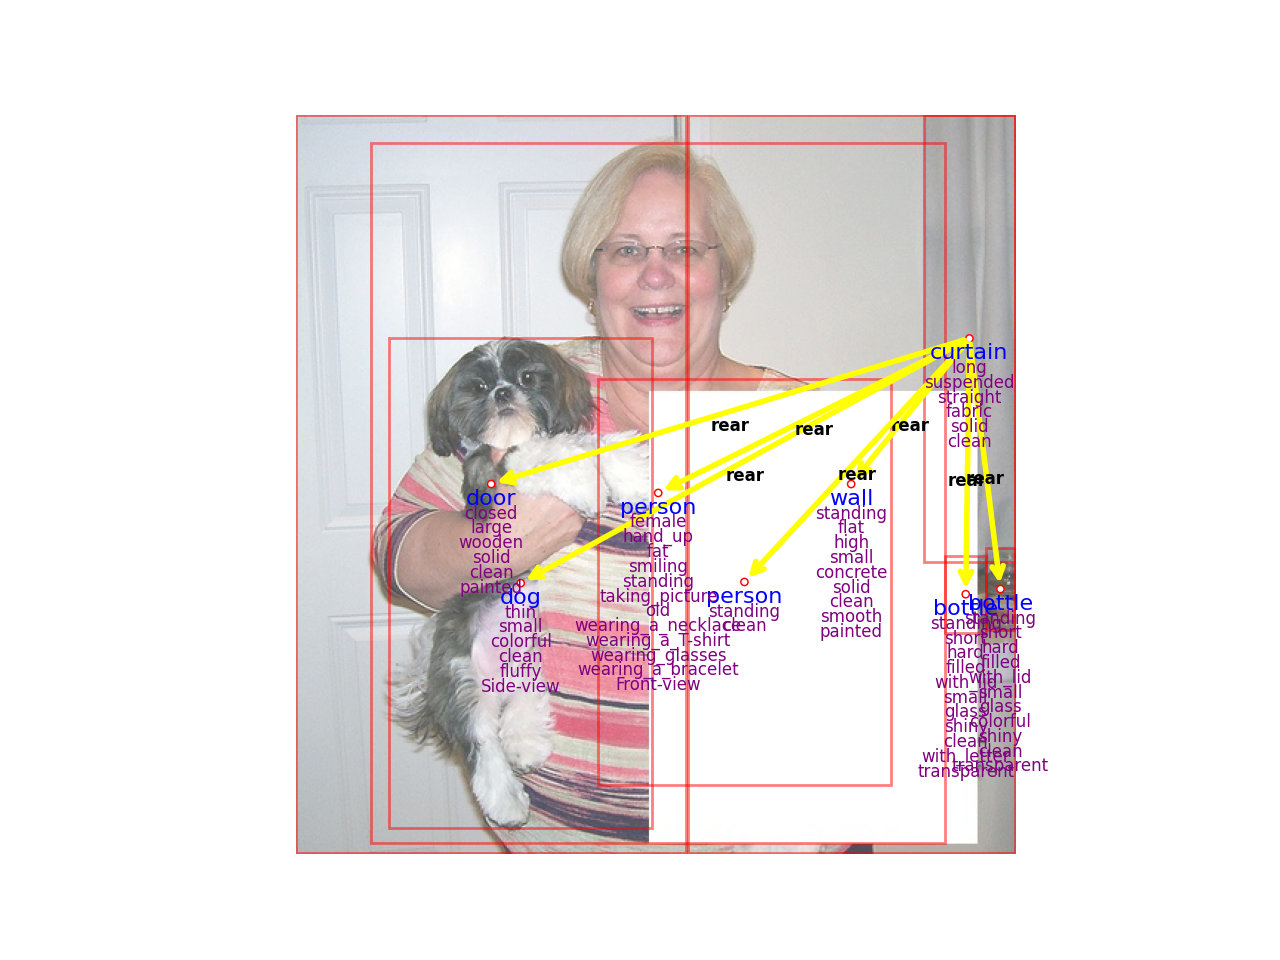 curtain
long
suspended
straight
fabric
solid
clean
rear
rear
rear
rear
rear
rear
rear
door
closed
large
wooden
solid
clean
painted
person
female
hand_up
fat
smiling
standing
taking_picture
old
wearing_a_necklace
wearing_a_T-shirt
wearing_glasses
wearing_a_bracelet
Front-view
wall
standing
flat
high
small
concrete
solid
clean
smooth
painted
dog
thin
small
colorful
clean
fluffy
Side-view
person
standing
clean
bottle
standing
short
hard
filled
with_lid
small
glass
shiny
clean
with_letter
transparent
bottle
standing
short
hard
filled
with_lid
small
glass
colorful
shiny
clean
transparent